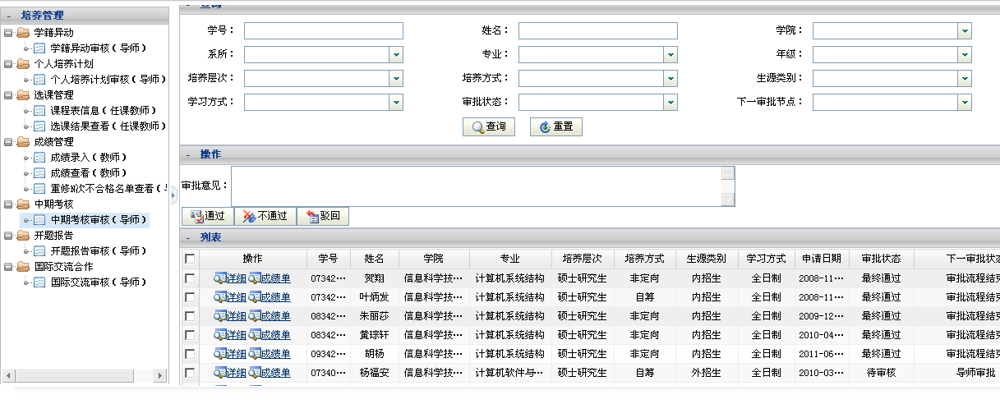 - 培养管理
学籍异动
学籍异动审核(导师)
个人培养计划
个人培养计划审核(导师)
选课管理
课程表信息(任课教师)
选课结果查看(任课教师)
成绩管理
成绩录入(教师)
成绩查看(教师)
重修N次不合格名单查看(
中期考核
中期考核审核(导师)
开题报告
开题报告审核(导师)
国际交流合作
国际交流审核(导师)
- 查询
学号: 姓名: 学院:
系所: 专业: 年级:
培养层次: 培养方式: 生源类别:
学习方式: 审批状态: 下一审批节点:
查询 重置
- 操作
审批意见:
通过 不通过 驳回
- 列表
操作 学号 姓名 学院 专业 培养层次 培养方式 生源类别 学习方式 申请日期 审批状态 下一审批状态
详细 成绩单 07342… 贺翔 信息科学技… 计算机系统结构 硕士研究生 非定向 内招生 全日制 2008-11… 最终通过 审批流程结束
详细 成绩单 07342… 叶炳发 信息科学技… 计算机系统结构 硕士研究生 自筹 内招生 全日制 2008-11… 最终通过 审批流程结束
详细 成绩单 08342… 朱丽莎 信息科学技… 计算机系统结构 硕士研究生 非定向 内招生 全日制 2009-12… 最终通过 审批流程结束
详细 成绩单 08342… 黄琮轩 信息科学技… 计算机系统结构 硕士研究生 非定向 内招生 全日制 2010-04… 最终通过 审批流程结束
详细 成绩单 09342… 胡杨 信息科学技… 计算机系统结构 硕士研究生 非定向 内招生 全日制 2011-06… 最终通过 审批流程结束
详细 成绩单 07340… 杨福安 信息科学技… 计算机软件与… 硕士研究生 自筹 外招生 全日制 2010-03… 待审核 导师审批